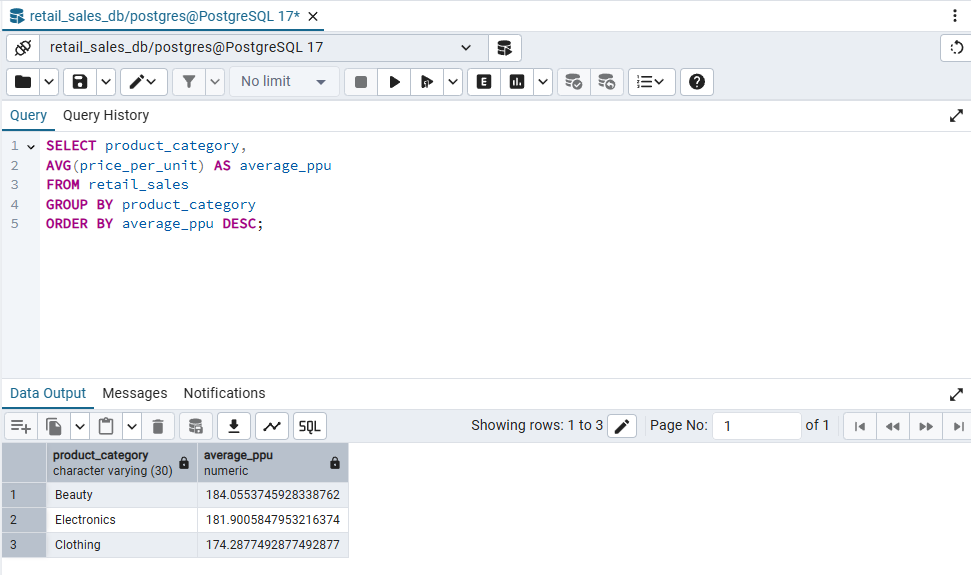 retail_sales_db/postgres@PostgreSQL 17*
retail_sales_db/postgres@PostgreSQL 17
No limit
E
Query Query History
1 SELECT product_category,
2 AVG(price_per_unit) AS average_ppu
3 FROM retail_sales
4 GROUP BY product_category
5 ORDER BY average_ppu DESC;
Data Output Messages Notifications
SQL Showing rows: 1 to 3 Page No: 1 of 1
product_category average_ppu
character varying (30) numeric
1 Beauty 184.0553745928338762
2 Electronics 181.9005847953216374
3 Clothing 174.2877492877492877